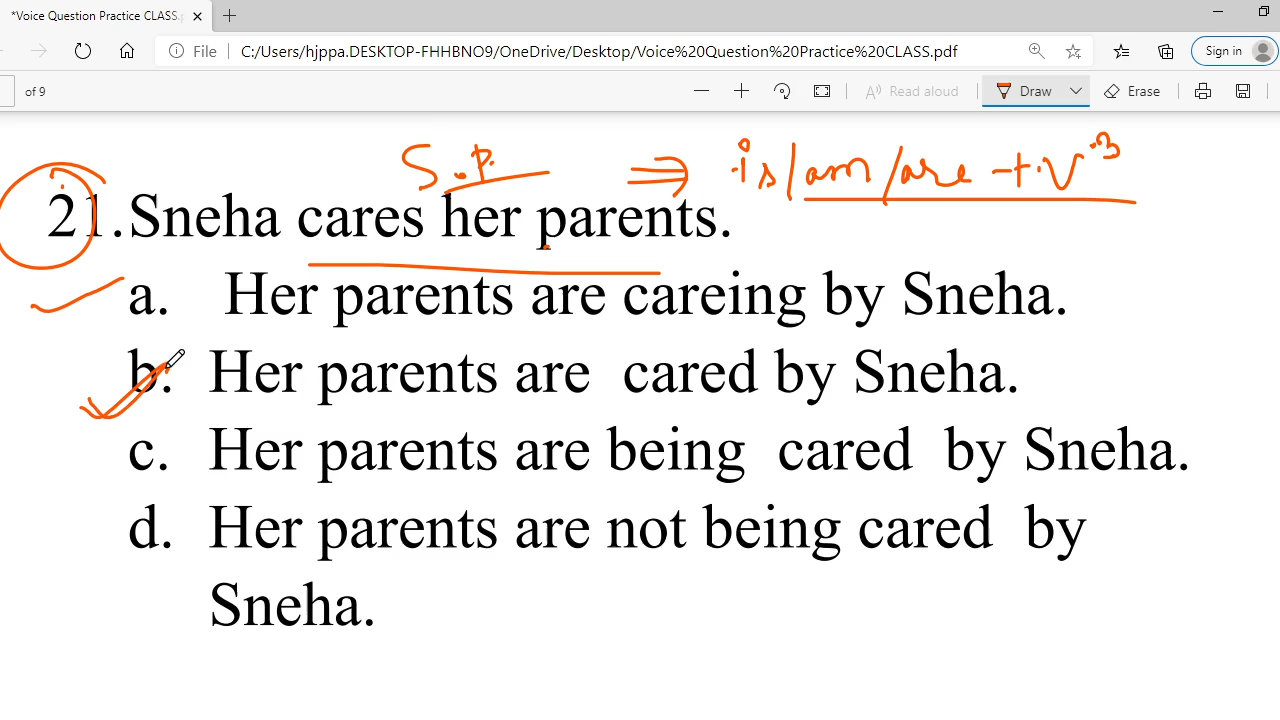 *Voice Question Practice CLASS.p
File C:/Users/hjppa.DESKTOP-FHHBNO9/OneDrive/Desktop/Voice%20Question%20Practice%20CLASS.pdf Sign in
of 9 Read aloud Draw Erase
S.P. ⇒ is/am/are + V3
21. Sneha cares her parents.
a. Her parents are careing by Sneha.
b. Her parents are cared by Sneha.
c. Her parents are being cared by Sneha.
d. Her parents are not being cared by
Sneha.